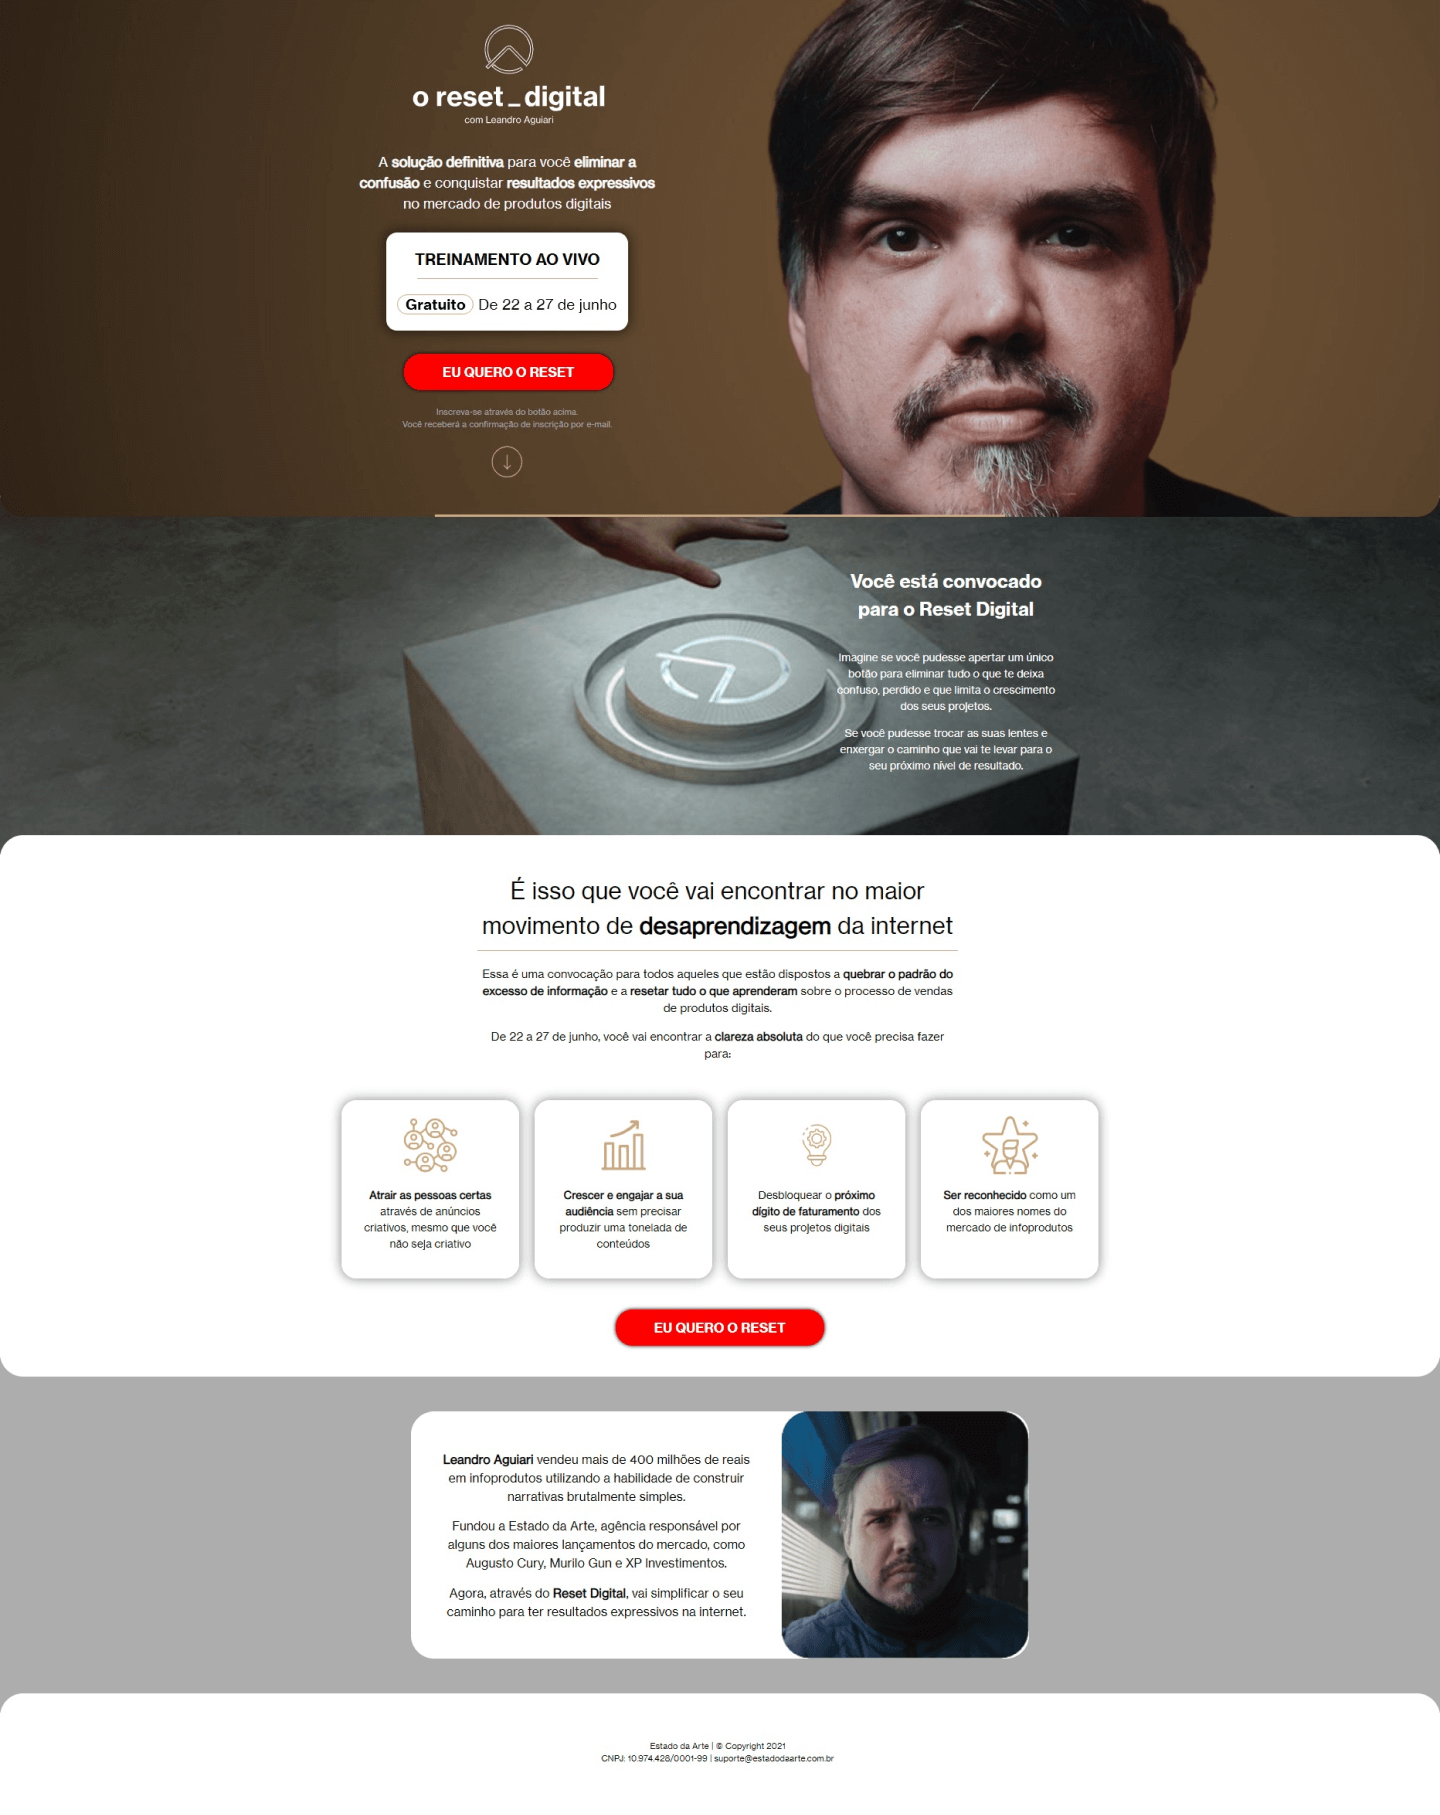 o reset_digital
com Leandro Aguiari
A solução definitiva para você eliminar a
confusão e conquistar resultados expressivos
no mercado de produtos digitais
TREINAMENTO AO VIVO
Gratuito De 22 a 27 de junho
EU QUERO O RESET
Inscreva-se através do botão acima.
Você receberá a confirmação de inscrição por e-mail.
Você está convocado
para o Reset Digital
Imagine se você pudesse apertar um único
botão para eliminar tudo o que te deixa
confuso, perdido e que limita o crescimento
dos seus projetos.
Se você pudesse trocar as suas lentes e
enxergar o caminho que vai te levar para o
seu próximo nível de resultado.
É isso que você vai encontrar no maior
movimento de desaprendizagem da internet
Essa é uma convocação para todos aqueles que estão dispostos a quebrar o padrão do
excesso de informação e a resetar tudo o que aprenderam sobre o processo de vendas
de produtos digitais.
De 22 a 27 de junho, você vai encontrar a clareza absoluta do que você precisa fazer
para:
Atrair as pessoas certas
através de anúncios
criativos, mesmo que você
não seja criativo
Crescer e engajar a sua
audiência sem precisar
produzir uma tonelada de
conteúdos
Desbloquear o próximo
dígito de faturamento dos
seus projetos digitais
Ser reconhecido como um
dos maiores nomes do
mercado de infoprodutos
EU QUERO O RESET
Leandro Aguiari vendeu mais de 400 milhões de reais
em infoprodutos utilizando a habilidade de construir
narrativas brutalmente simples.
Fundou a Estado da Arte, agência responsável por
alguns dos maiores lançamentos do mercado, como
Augusto Cury, Murilo Gun e XP Investimentos.
Agora, através do Reset Digital, vai simplificar o seu
caminho para ter resultados expressivos na internet.
Estado da Arte | © Copyright 2021
CNPJ: 10.974.428/0001-99 | suporte@estadodaarte.com.br